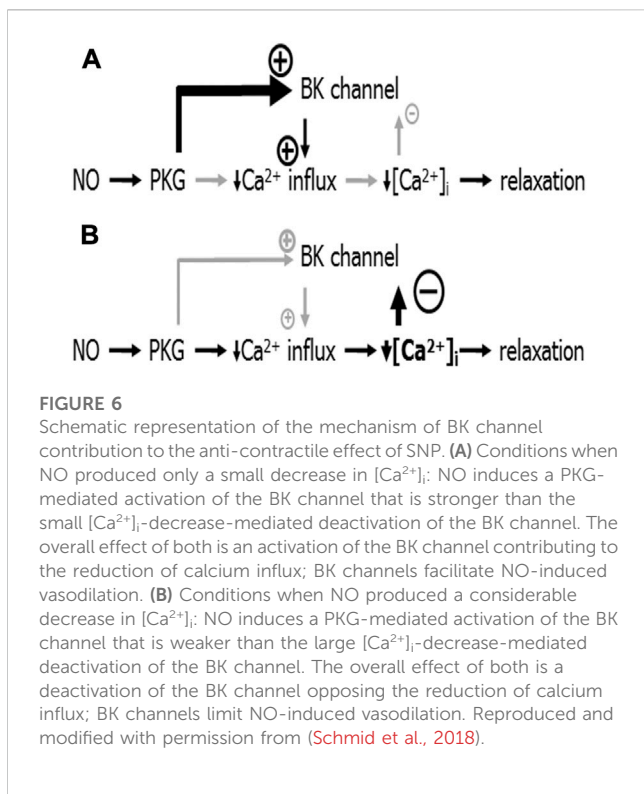 A
⊕
BK channel
⊕ ⊖
NO → PKG → ↓Ca²⁺ influx → ↓[Ca²⁺]ᵢ → relaxation
B
⊕
BK channel
⊕ ⊖
NO → PKG → ↓Ca²⁺ influx → ↓[Ca²⁺]ᵢ → relaxation
FIGURE 6
Schematic representation of the mechanism of BK channel
contribution to the anti-contractile effect of SNP. (A) Conditions when
NO produced only a small decrease in [Ca²⁺]ᵢ: NO induces a PKG-
mediated activation of the BK channel that is stronger than the
small [Ca²⁺]ᵢ-decrease-mediated deactivation of the BK channel. The
overall effect of both is an activation of the BK channel contributing to
the reduction of calcium influx; BK channels facilitate NO-induced
vasodilation. (B) Conditions when NO produced a considerable
decrease in [Ca²⁺]ᵢ: NO induces a PKG-mediated activation of the BK
channel that is weaker than the large [Ca²⁺]ᵢ-decrease-mediated
deactivation of the BK channel. The overall effect of both is a
deactivation of the BK channel opposing the reduction of calcium
influx; BK channels limit NO-induced vasodilation. Reproduced and
modified with permission from (Schmid et al., 2018).